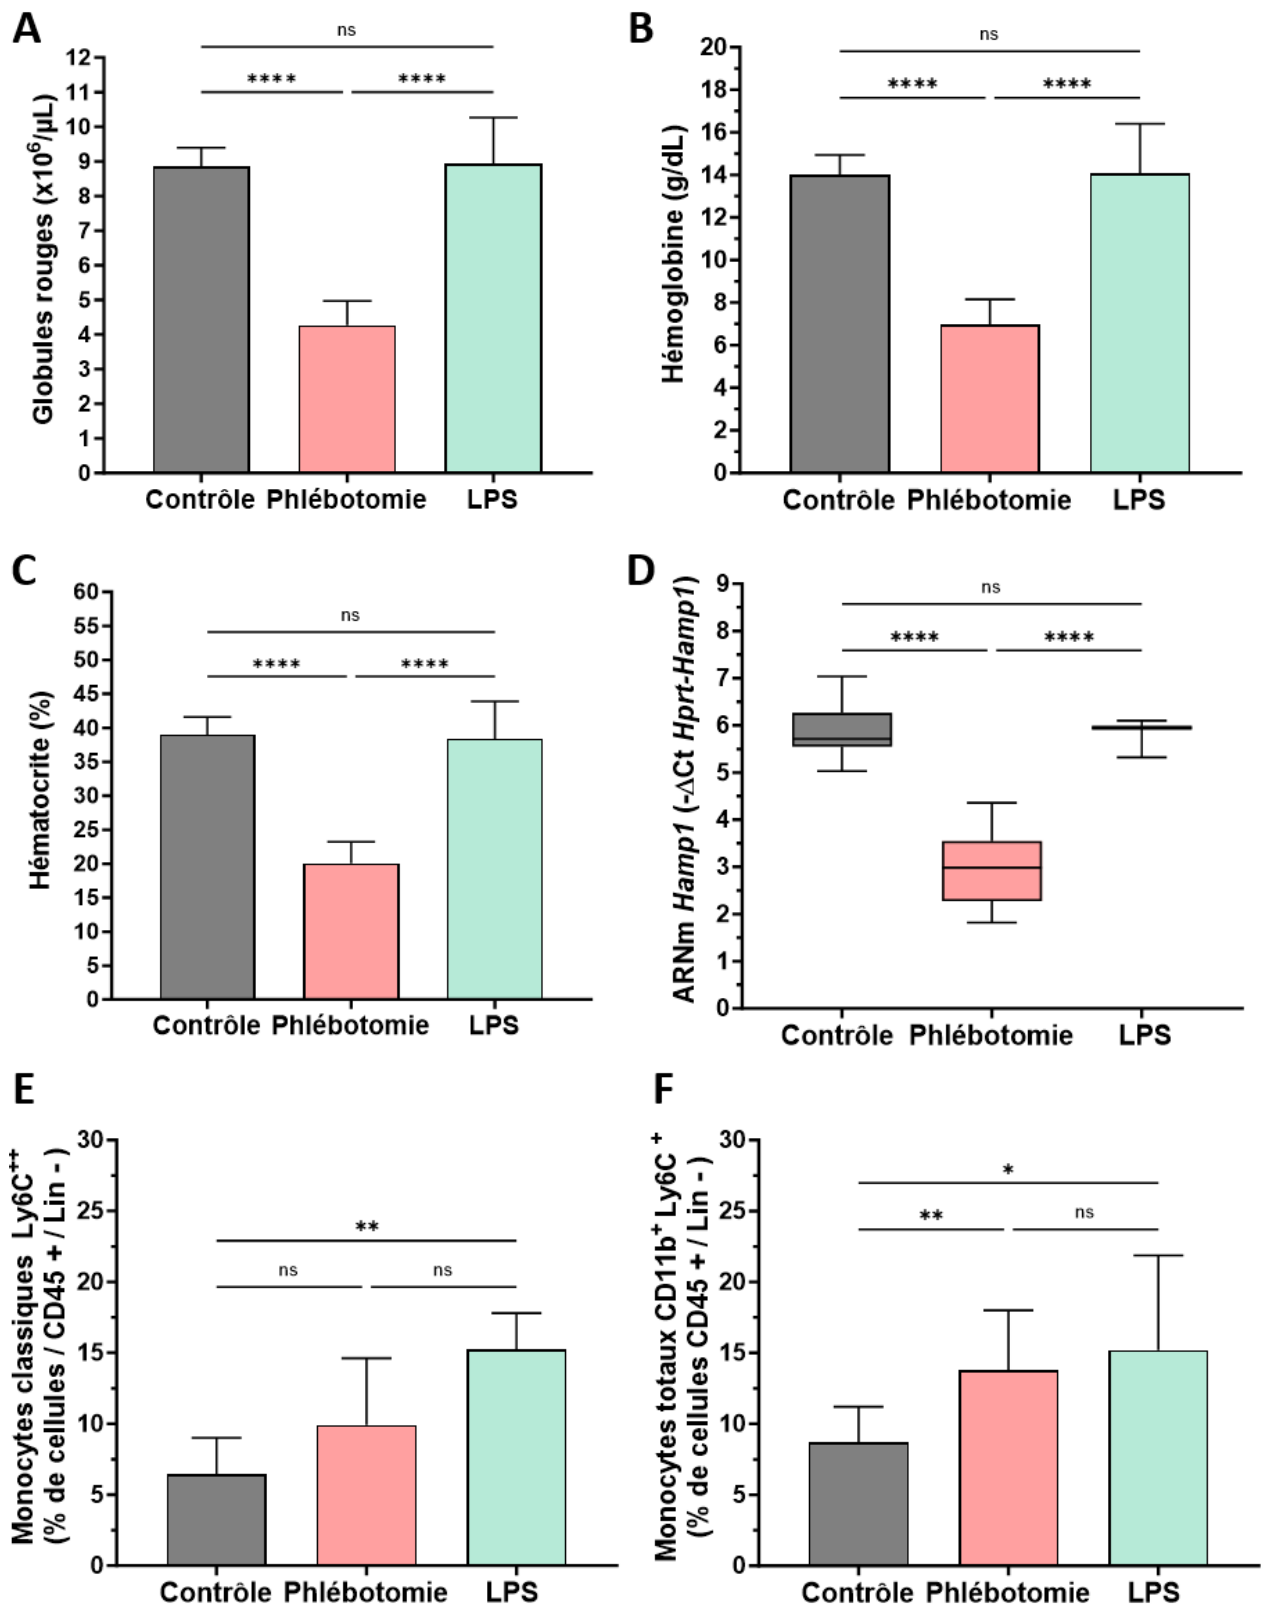 A
ns
**** ****
Globules rouges (x10⁶/µL)
12
11
10
9
8
7
6
5
4
3
2
1
0
Contrôle Phlébotomie LPS
B
ns
**** ****
Hémoglobine (g/dL)
20
18
16
14
12
10
8
6
4
2
0
Contrôle Phlébotomie LPS
C
ns
**** ****
Hématocrite (%)
60
55
50
45
40
35
30
25
20
15
10
5
0
Contrôle Phlébotomie LPS
D
ns
**** ****
ARNm Hamp1 (-ΔCt Hprt-Hamp1)
9
8
7
6
5
4
3
2
1
0
Contrôle Phlébotomie LPS
E
**
ns ns
Monocytes classiques Ly6C⁺⁺
(% de cellules / CD45 + / Lin - )
30
25
20
15
10
5
0
Contrôle Phlébotomie LPS
F
*
** ns
Monocytes totaux CD11b⁺ Ly6C ⁺
(% de cellules CD45 + / Lin - )
30
25
20
15
10
5
0
Contrôle Phlébotomie LPS